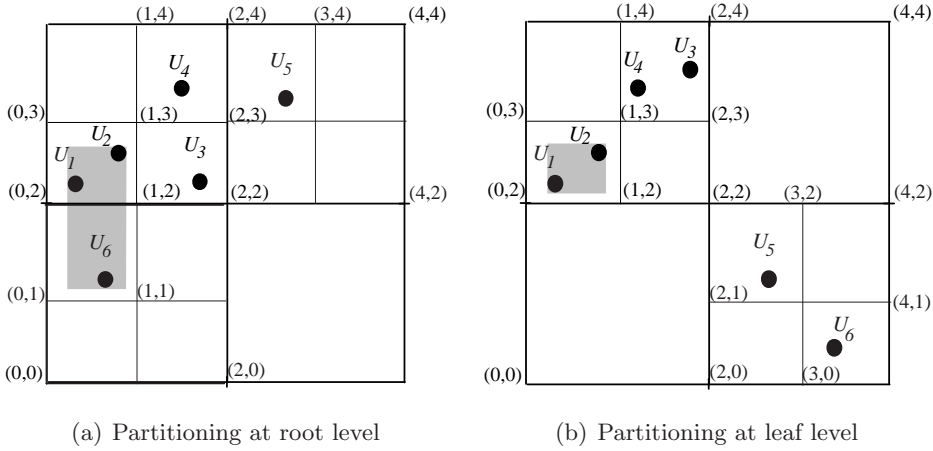 (1,4) (2,4) (3,4) (4,4)
U4 U5
(0,3) (1,3) (2,3)
U1 U2 U3
(0,2) (1,2) (2,2) (4,2)
U6
(0,1) (1,1)
(0,0) (2,0)
(a) Partitioning at root level
(1,4) (2,4) (4,4)
U4 U3
(0,3) (1,3) (2,3)
U1 U2
(0,2) (1,2) (2,2) (3,2) (4,2)
U5
(2,1) (4,1)
U6
(0,0) (2,0) (3,0)
(b) Partitioning at leaf level